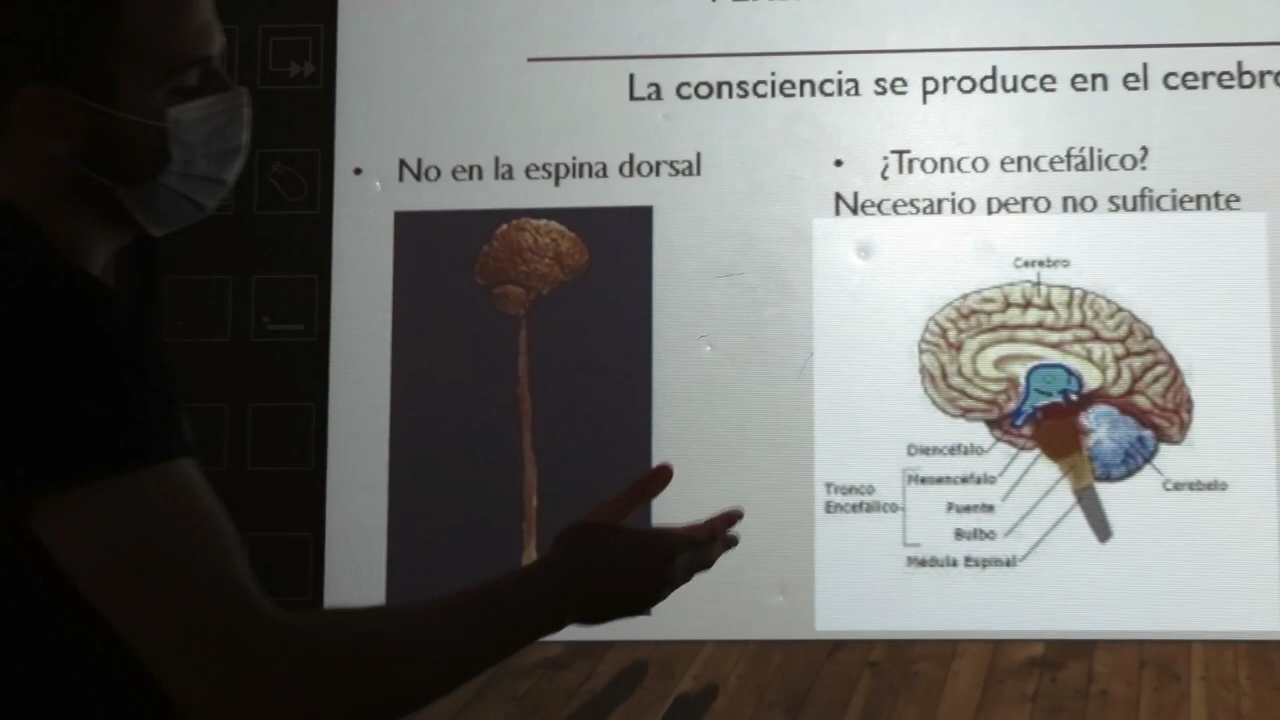 La consciencia se produce en el cerebro
• No en la espina dorsal
• ¿Tronco encefálico?
Necesario pero no suficiente
Cerebro
Diencéfalo
Mesencéfalo
Tronco
Encefálico
Puente
Bulbo
Médula Espinal
Cerebelo